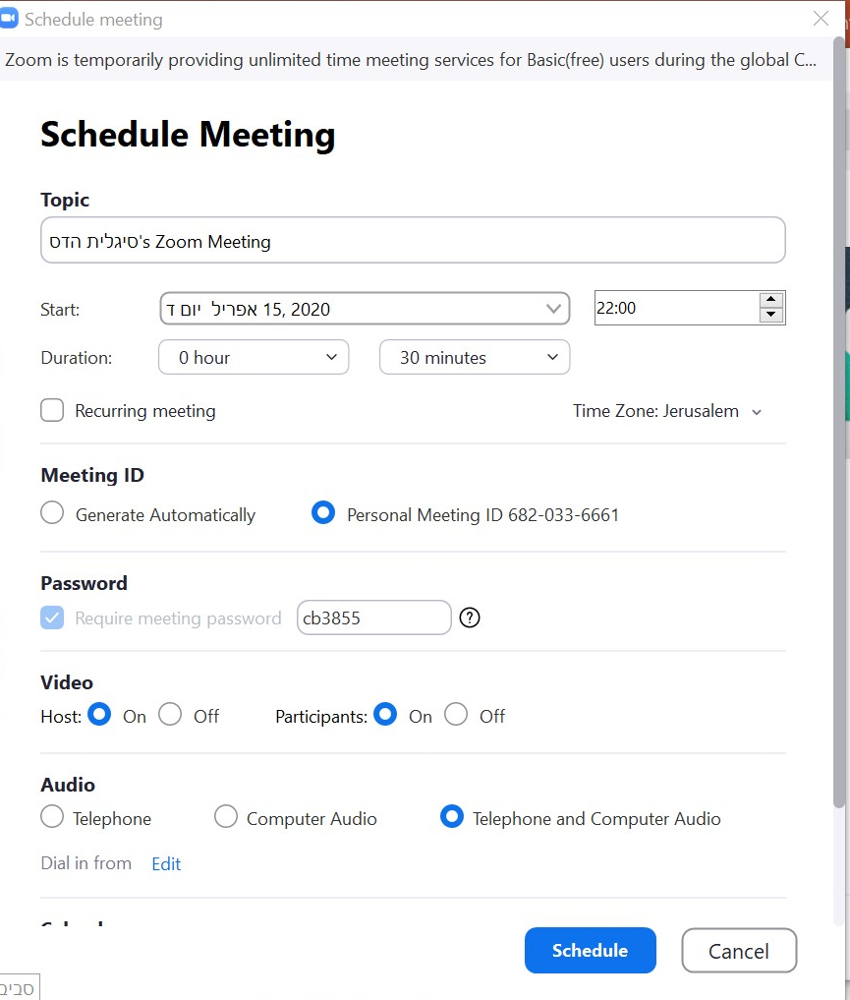 Schedule meeting
Zoom is temporarily providing unlimited time meeting services for Basic(free) users during the global C...
Schedule Meeting
Topic
סיגלית הדס's Zoom Meeting
Start: יום ד אפריל 15, 2020 22:00
Duration: 0 hour 30 minutes
Recurring meeting Time Zone: Jerusalem
Meeting ID
Generate Automatically Personal Meeting ID 682-033-6661
Password
Require meeting password cb3855 ?
Video
Host: On Off Participants: On Off
Audio
Telephone Computer Audio Telephone and Computer Audio
Dial in from Edit
Schedule Cancel